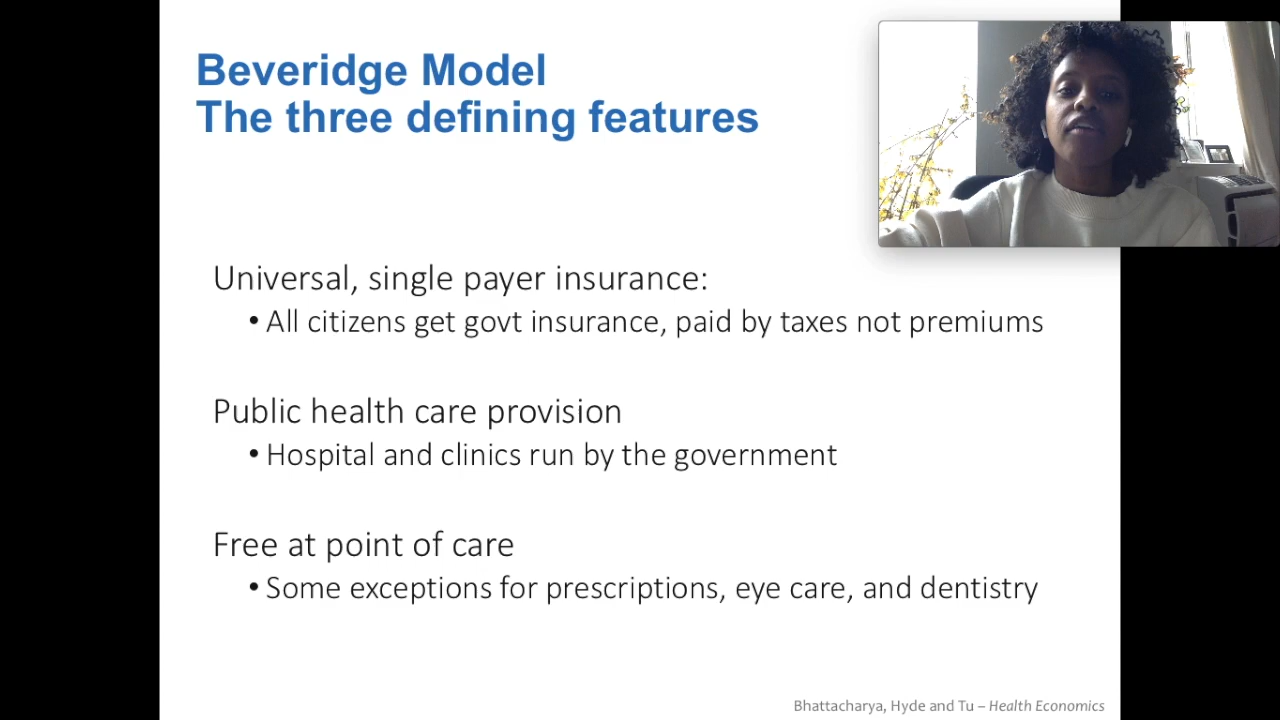 Beveridge Model
The three defining features
Universal, single payer insurance:
• All citizens get govt insurance, paid by taxes not premiums
Public health care provision
• Hospital and clinics run by the government
Free at point of care
• Some exceptions for prescriptions, eye care, and dentistry
Bhattacharya, Hyde and Tu – Health Economics